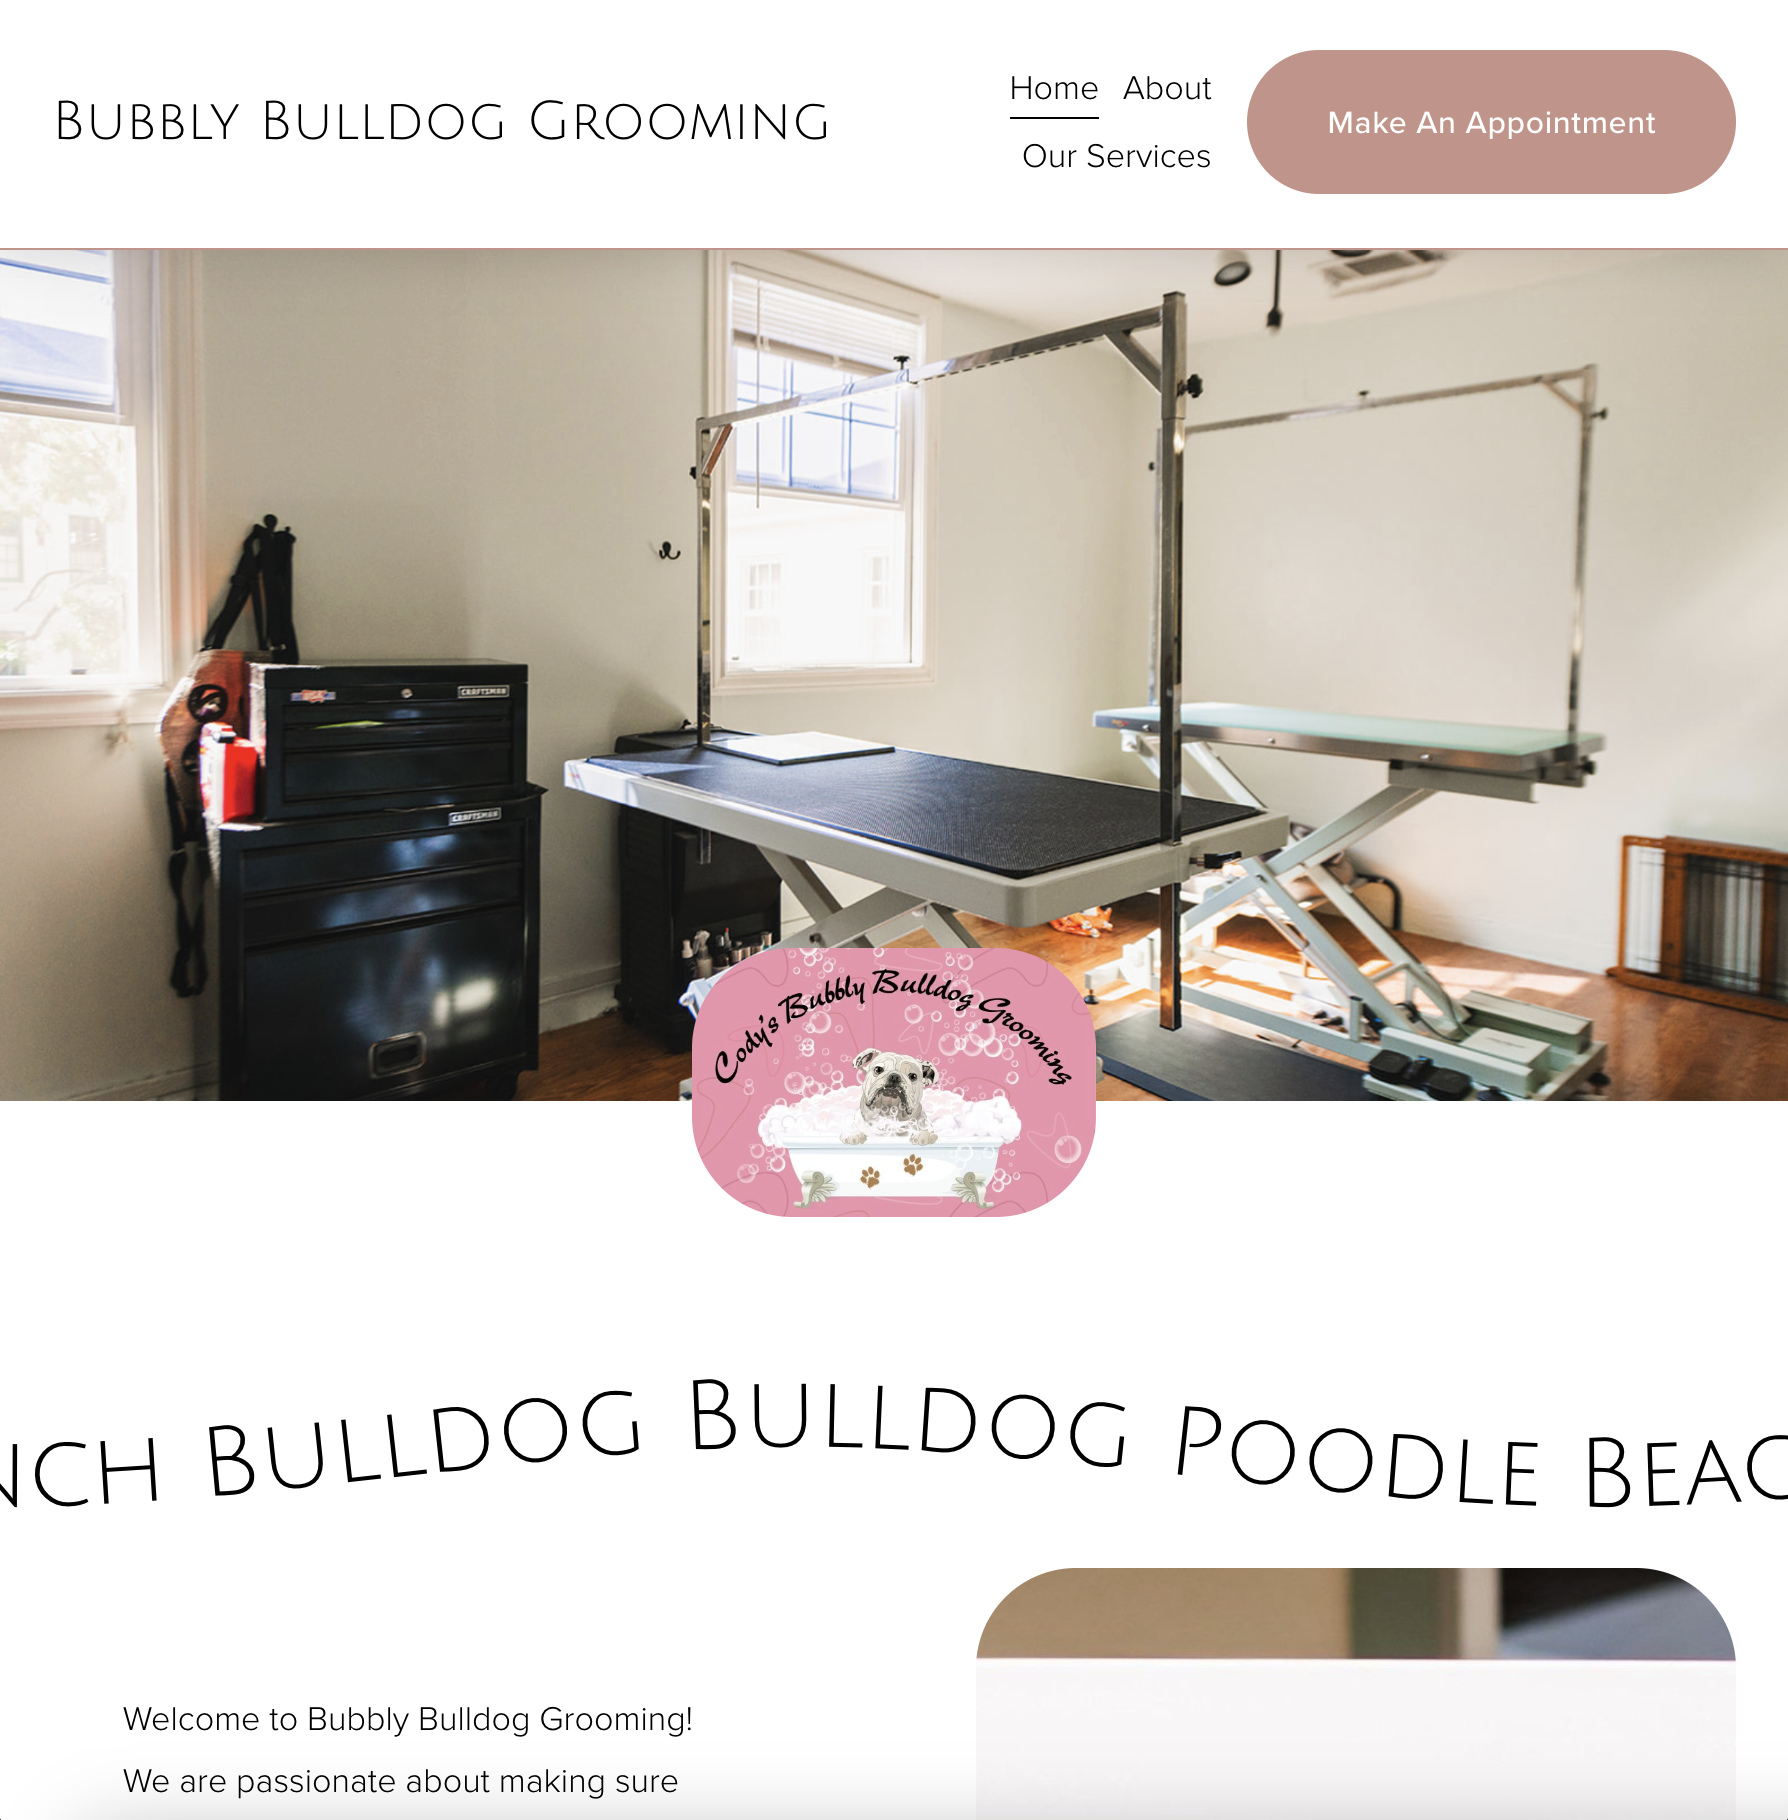 Bubbly Bulldog Grooming
Home About
Our Services
Make An Appointment
CRAFTSMAN
CRAFTSMAN
Cody's Bubbly Bulldog Grooming
NCH Bulldog Bulldog Poodle Beac
Welcome to Bubbly Bulldog Grooming!
We are passionate about making sure